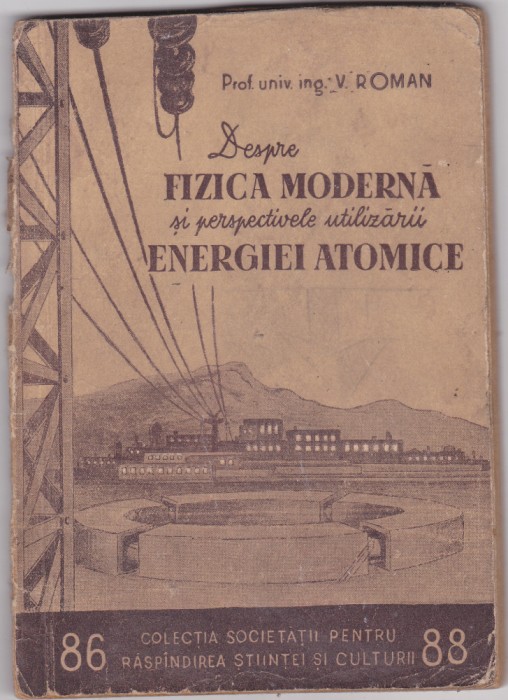 Prof. univ. ing. V. ROMAN
Despre
FIZICA MODERNĂ
și perspectivele utilizării
ENERGIEI ATOMICE
86 COLECȚIA SOCIETĂȚII PENTRU 88
RĂSPÎNDIREA ȘTIINȚEI ȘI CULTURII